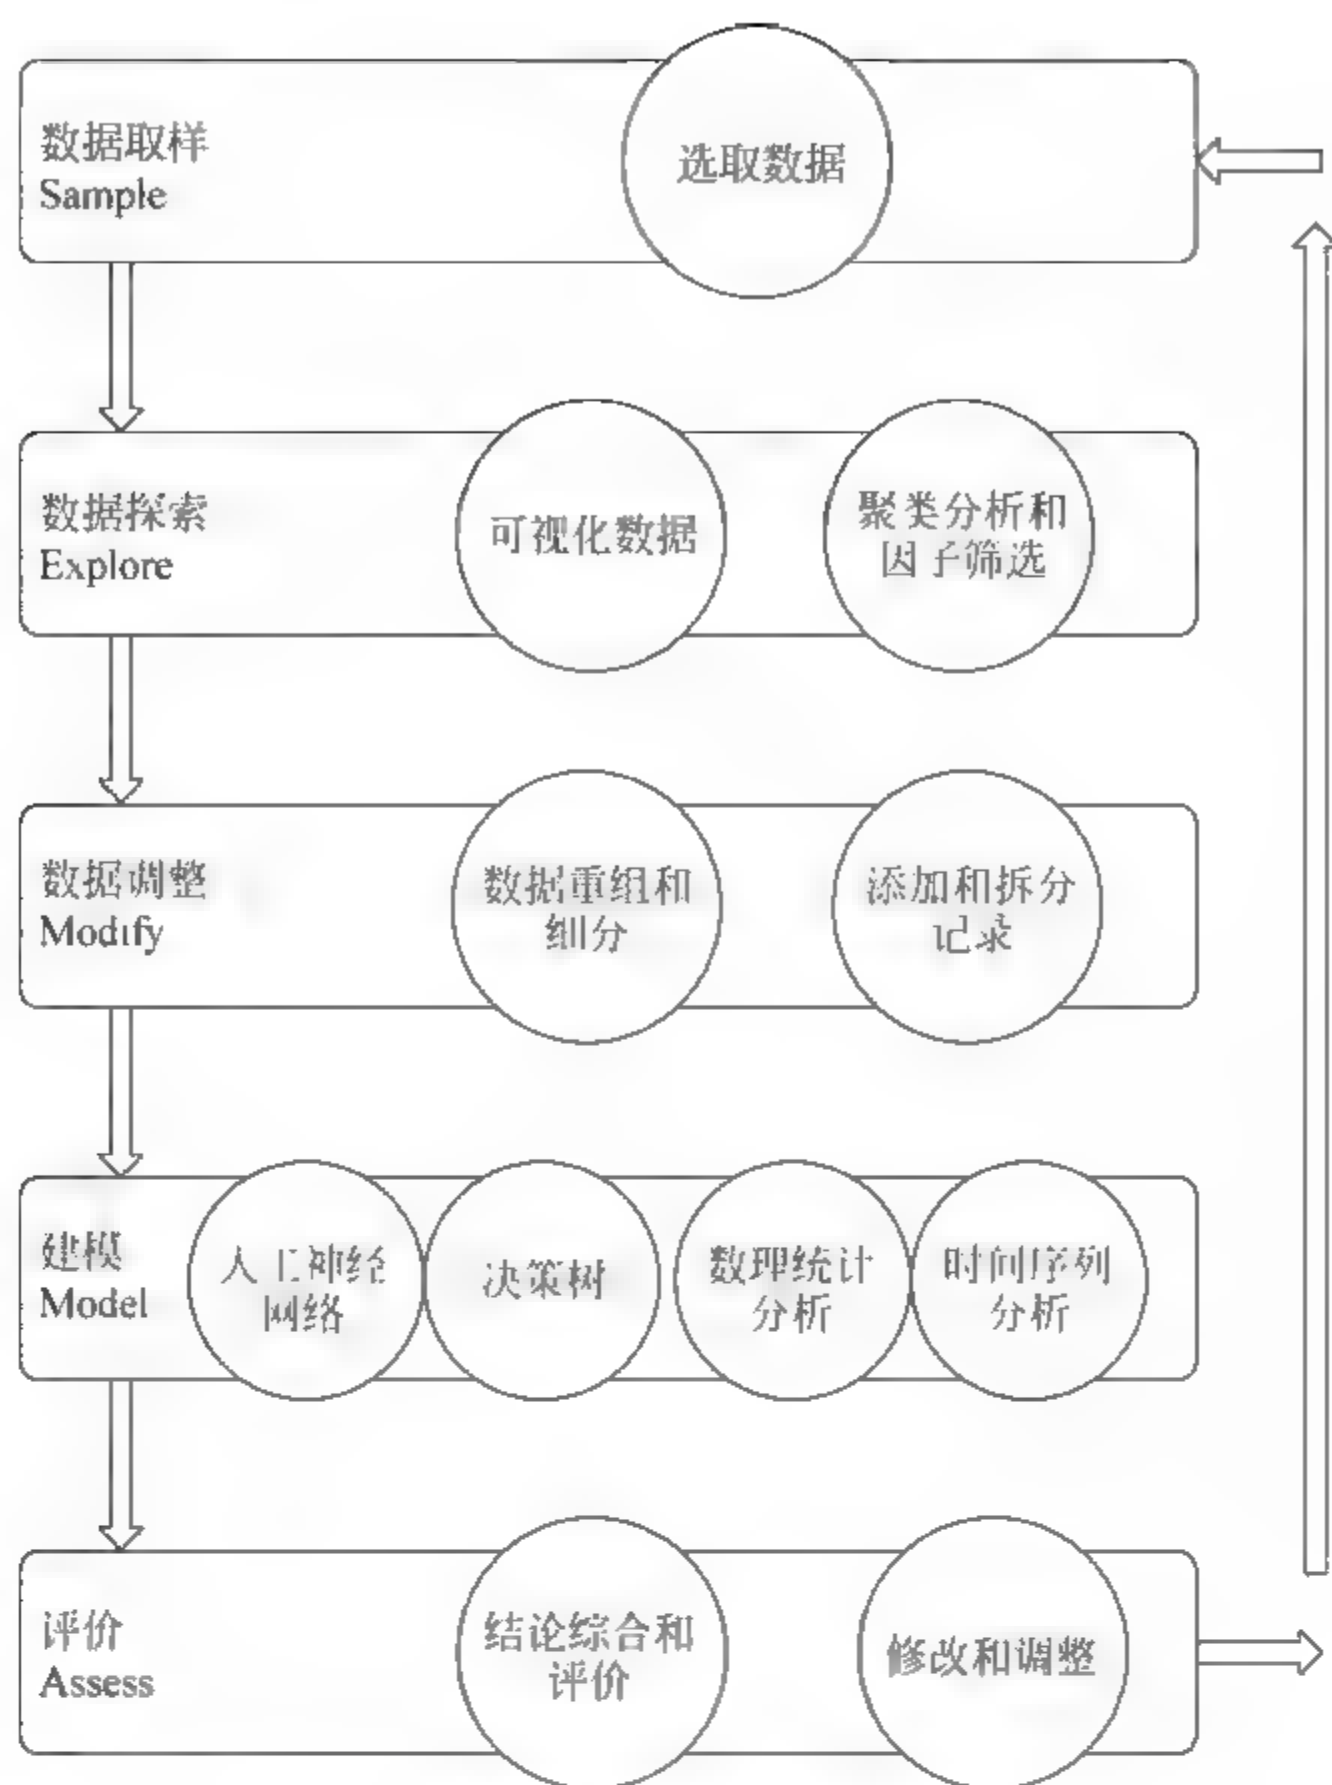 数据取样
Sample
选取数据
数据探索
Explore
可视化数据
聚类分析和
因子筛选
数据调整
Modify
数据重组和
细分
添加和拆分
记录
建模
Model
人工神经
网络
决策树
数理统计
分析
时间序列
分析
评价
Assess
结论综合和
评价
修改和调整